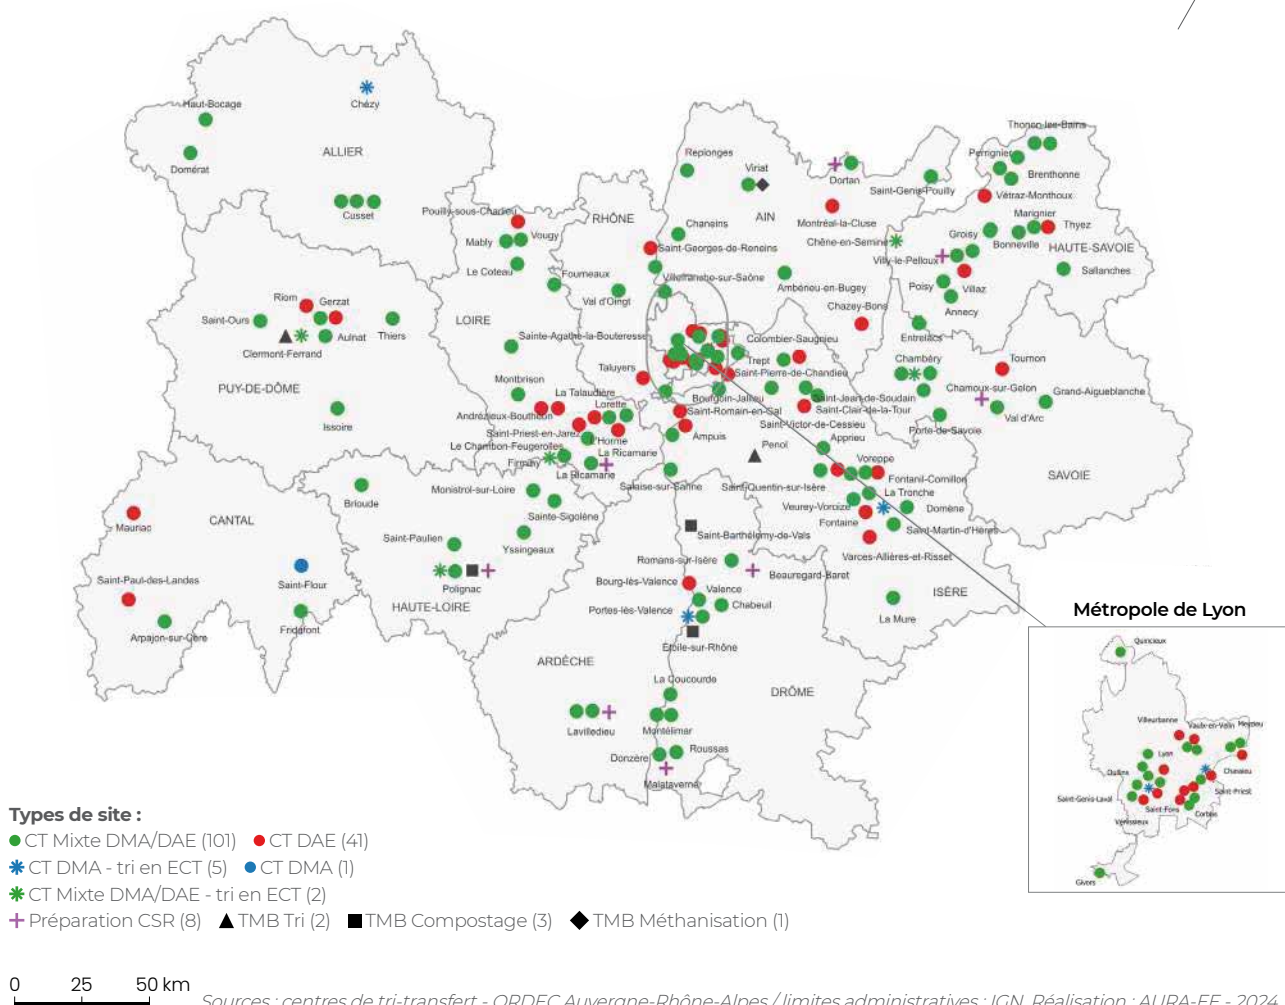 Haut-Bocage
Chézy
Domérat
ALLIER
Cusset
Thonon-les-Bains
Perrignier
Brenthonne
Replonges
Viriat
Dortan
Saint-Genis-Pouilly
Vétraz-Monthoux
AIN
Montréal-la-Cluse
Pouilly-sous-Charlieu
RHÔNE
Marignier
Thyez
Chaneins
Mably
Vougy
Saint-Georges-de-Reneins
Chêne-en-Semine
Groisy
Bonneville
HAUTE-SAVOIE
Villy-le-Pelloux
Le Coteau
Fourneaux
Villefranche-sur-Saône
Ambérieu-en-Bugey
Sallanches
Val d'Oingt
Poisy
Villaz
Riom
Gerzat
Annecy
Saint-Ours
Aulnat
Thiers
LOIRE
Chazey-Bons
Entrelacs
Clermont-Ferrand
Sainte-Agathe-la-Bouteresse
Colombier-Saugnieu
Trept
Chambéry
Tournon
Taluyers
Saint-Pierre-de-Chandieu
PUY-DE-DÔME
Montbrison
La Talaudière
Bourgoin-Jallieu
Saint-Jean-de-Soudain
Chamoux-sur-Gelon
Grand-Aigueblanche
Lorette
Andrézieux-Bouthéon
Saint-Romain-en-Gal
Saint-Clair-de-la-Tour
Val d'Arc
Issoire
Saint-Priest-en-Jarez
L'Horme
Ampuis
Saint-Victor-de-Cessieu
Porte-de-Savoie
Le Chambon-Feugerolles
La Ricamarie
Penol
Apprieu
Firminy
La Ricamarie
Voreppe
Brioude
Monistrol-sur-Loire
Salaise-sur-Sanne
Saint-Quentin-sur-Isère
Fontanil-Cornillon
SAVOIE
La Tronche
Sainte-Sigolène
Veurey-Voroize
Domène
Mauriac
CANTAL
Fontaine
Saint-Martin-d'Hères
Saint-Paulien
Yssingeaux
Saint-Barthélemy-de-Vals
Varces-Allières-et-Risset
Saint-Paul-des-Landes
Saint-Flour
Romans-sur-Isère
Beauregard-Baret
Polignac
Bourg-lès-Valence
Valence
ISÈRE
HAUTE-LOIRE
Portes-lès-Valence
Chabeuil
La Mure
Arpajon-sur-Cère
Fridefont
Étoile-sur-Rhône
ARDÈCHE
La Coucourde
DRÔME
Lavilledieu
Montélimar
Donzère
Roussas
Malataverne
Métropole de Lyon
Quincieux
Villeurbanne
Vaulx-en-Velin
Meyzieu
Lyon
Oullins
Chassieu
Saint-Genis-Laval
Saint-Priest
Saint-Fons
Vénissieux
Corbas
Givors
Types de site :
CT Mixte DMA/DAE (101) CT DAE (41)
CT DMA - tri en ECT (5) CT DMA (1)
CT Mixte DMA/DAE - tri en ECT (2)
Préparation CSR (8) TMB Tri (2) TMB Compostage (3) TMB Méthanisation (1)
0 25 50 km
Sources : centres de tri-transfert - ORDEC Auvergne-Rhône-Alpes / limites administratives : IGN. Réalisation : AURA-EE - 2024